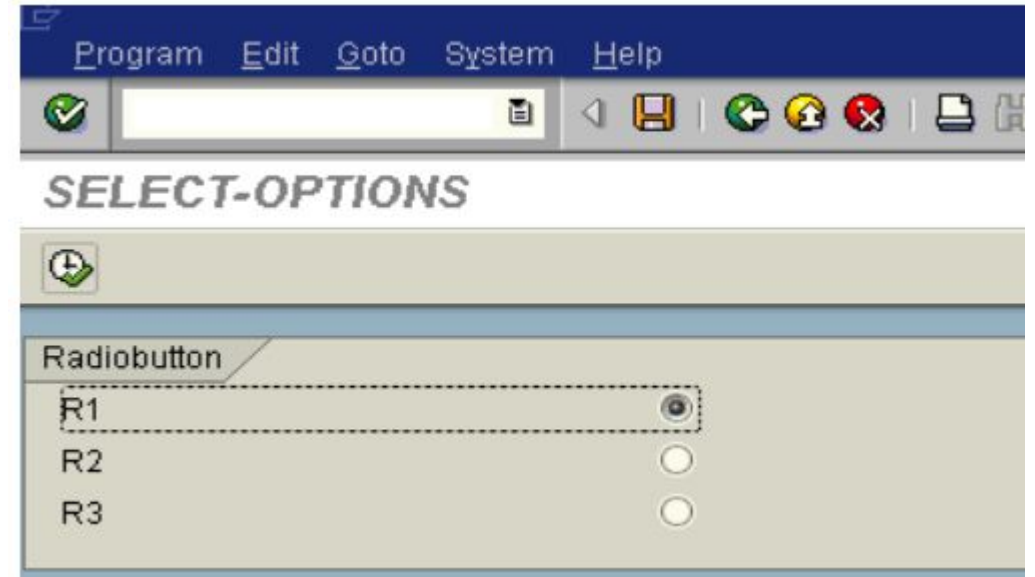 Program Edit Goto System Help
SELECT-OPTIONS
Radiobutton
R1
R2
R3